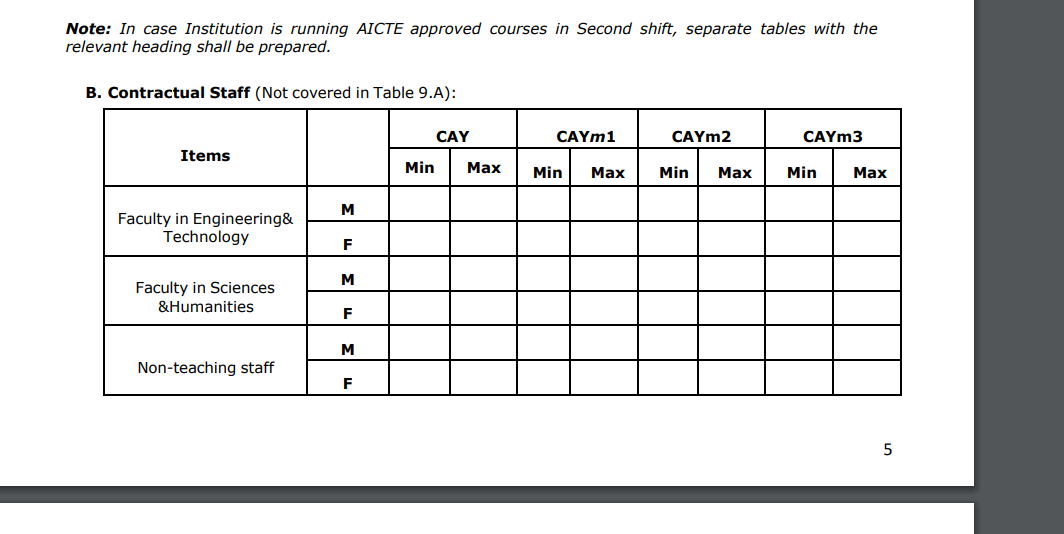 Note: In case Institution is running AICTE approved courses in Second shift, separate tables with the
relevant heading shall be prepared.
B. Contractual Staff (Not covered in Table 9.A):
Items CAY CAYm1 CAYm2 CAYm3
Min Max Min Max Min Max Min Max
Faculty in Engineering&
Technology
M
F
Faculty in Sciences
&Humanities
M
F
Non-teaching staff
M
F
5